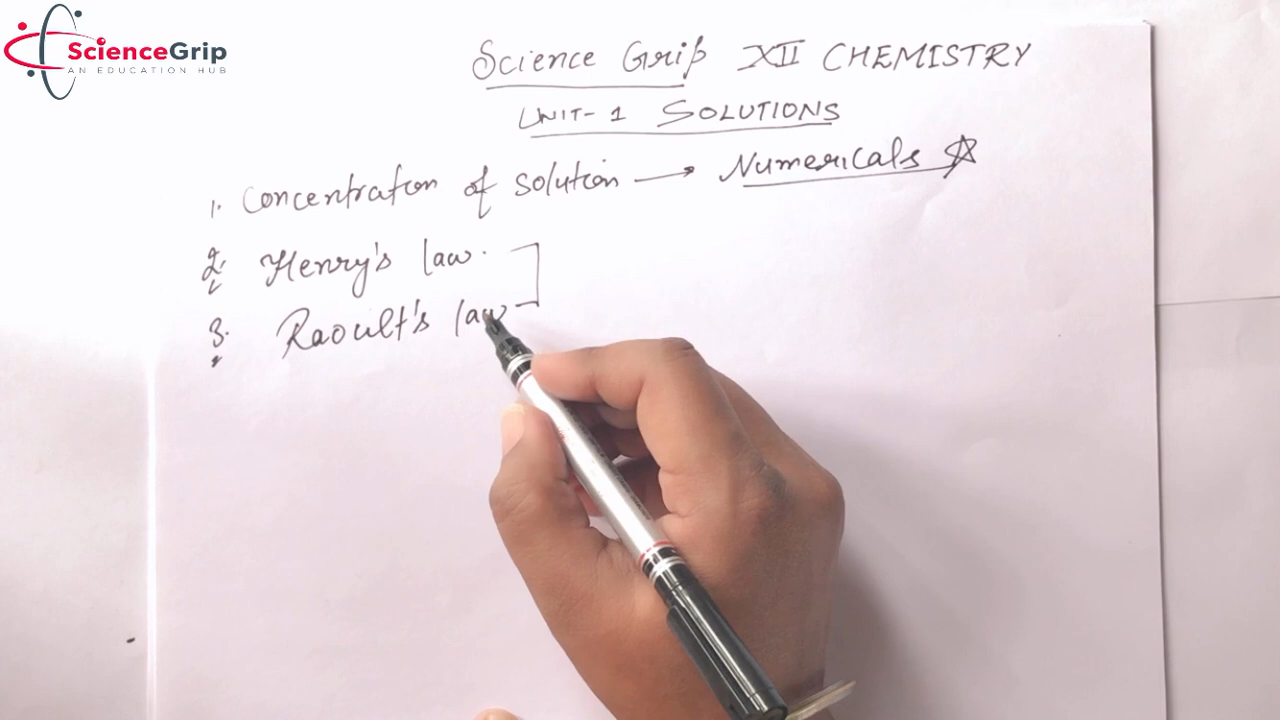 ScienceGrip
AN EDUCATION HUB
Science Grip XII CHEMISTRY
UNIT-1 SOLUTIONS
1. Concentration of solution → Numericals ☆
2. Henry's law.
3. Raoult's law